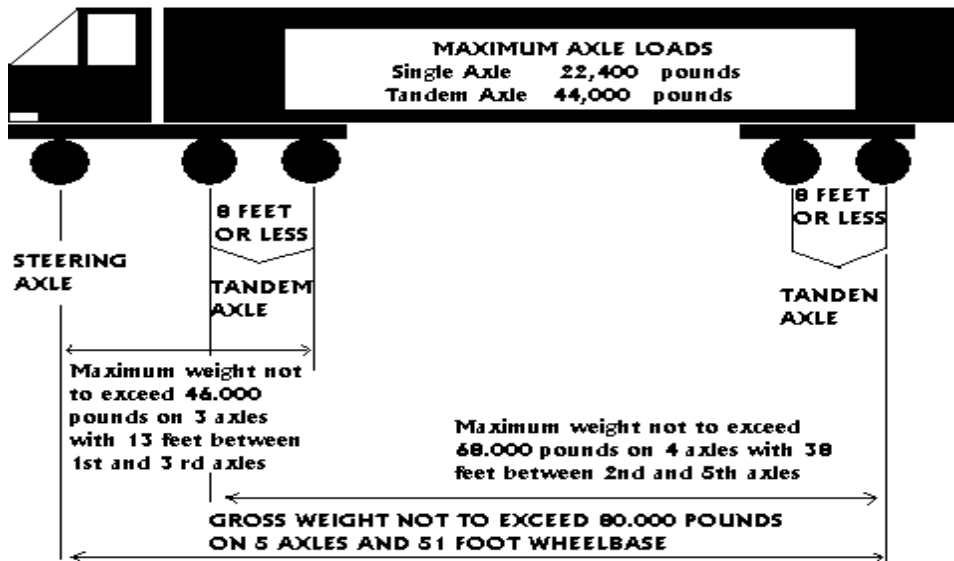 MAXIMUM AXLE LOADS
Single Axle 22,400 pounds
Tandem Axle 44,000 pounds
8 FEET
OR LESS
8 FEET
OR LESS
STEERING
AXLE
TANDEM
AXLE
TANDEN
AXLE
Maximum weight not
to exceed 46.000
pounds on 3 axles
with 13 feet between
1st and 3 rd axles
Maximum weight not to exceed
68.000 pounds on 4 axles with 38
feet between 2nd and 5th axles
GROSS WEIGHT NOT TO EXCEED 80.000 POUNDS
ON 5 AXLES AND 51 FOOT WHEELBASE